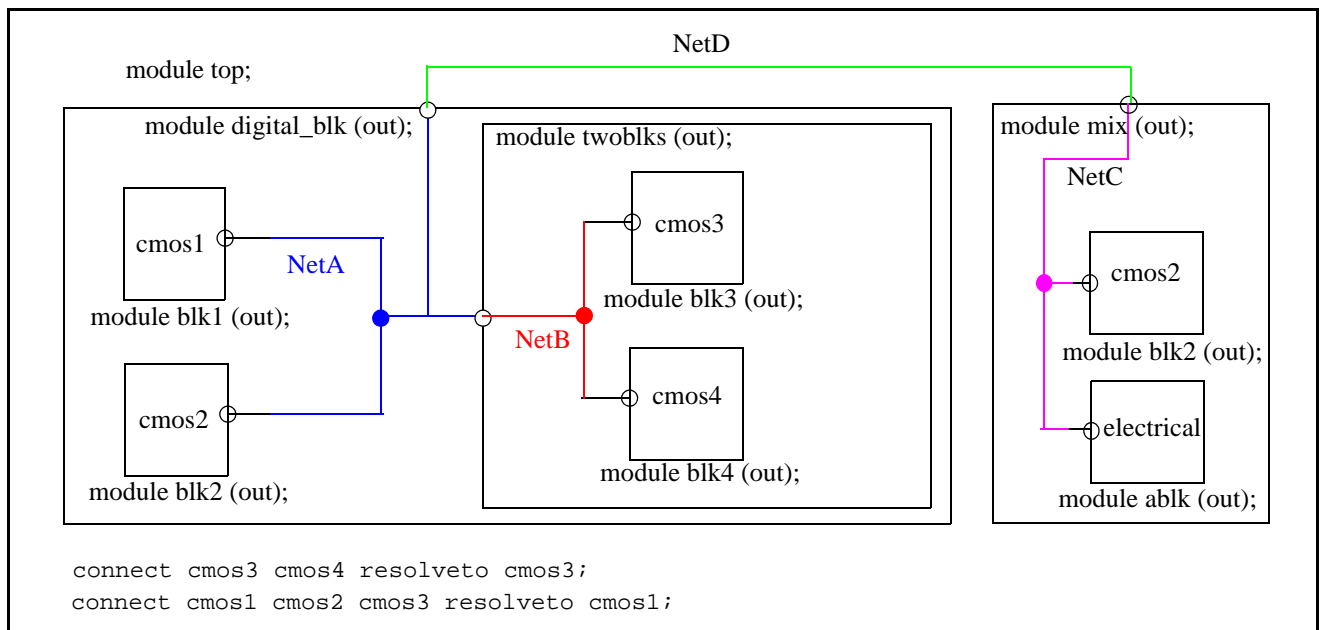 NetD
module top;
module digital_blk (out);
module twoblks (out);
module mix (out);
NetC
cmos1
NetA
module blk1 (out);
cmos2
module blk2 (out);
cmos3
module blk3 (out);
NetB
cmos4
module blk4 (out);
cmos2
module blk2 (out);
electrical
module ablk (out);
connect cmos3 cmos4 resolveto cmos3;
connect cmos1 cmos2 cmos3 resolveto cmos1;